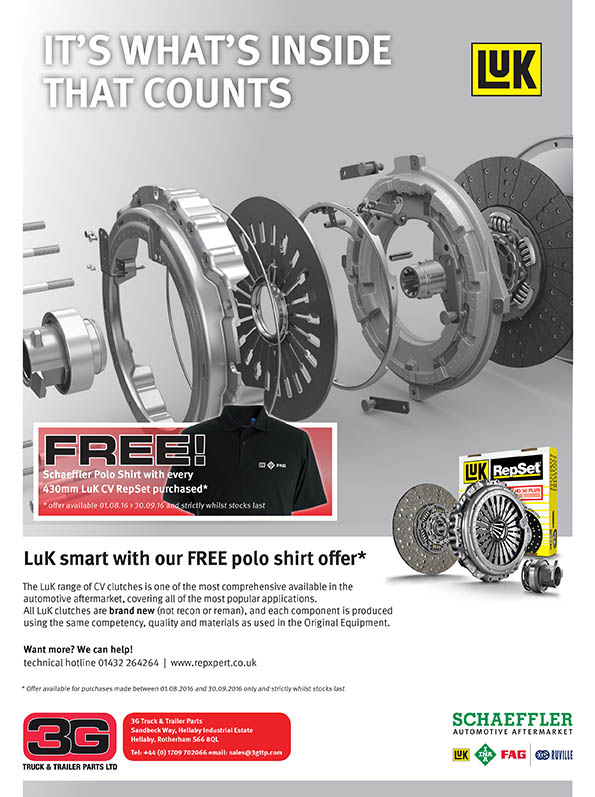 IT'S WHAT'S INSIDE
THAT COUNTS
LUK
FREE!
Schaeffler Polo Shirt with every
430mm LuK CV RepSet purchased*
* offer available 01.08.16 > 30.09.16 and strictly whilst stocks last
FAG
LUK RepSet
LuK smart with our FREE polo shirt offer*
The LuK range of CV clutches is one of the most comprehensive available in the
automotive aftermarket, covering all of the most popular applications.
All LuK clutches are brand new (not recon or reman), and each component is produced
using the same competency, quality and materials as used in the Original Equipment.
Want more? We can help!
technical hotline 01432 264264 | www.repxpert.co.uk
* Offer available for purchases made between 01.08.2016 and 30.09.2016 only and strictly whilst stocks last
3G
TRUCK & TRAILER PARTS LTD
3G Truck & Trailer Parts
Sandbeck Way, Hellaby Industrial Estate
Hellaby, Rotherham S66 8QL
Tel: +44 (0) 1709 702066 email: sales@3gttp.com
SCHAEFFLER
AUTOMOTIVE AFTERMARKET
LUK INA FAG RUVILLE